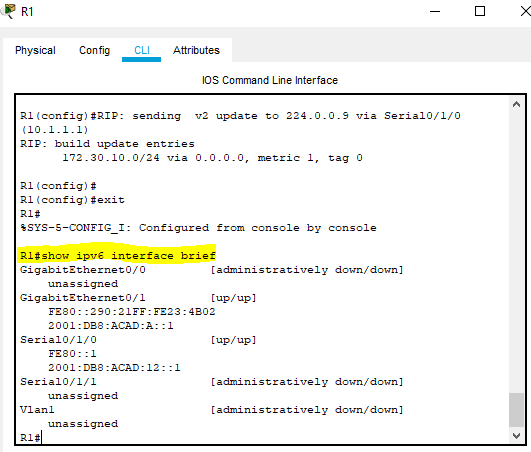 R1
Physical Config CLI Attributes
IOS Command Line Interface
R1(config)#RIP: sending  v2 update to 224.0.0.9 via Serial0/1/0
(10.1.1.1)
RIP: build update entries
      172.30.10.0/24 via 0.0.0.0, metric 1, tag 0
R1(config)#
R1(config)#exit
R1#
%SYS-5-CONFIG_I: Configured from console by console
R1#show ipv6 interface brief
GigabitEthernet0/0         [administratively down/down]
    unassigned
GigabitEthernet0/1         [up/up]
    FE80::290:21FF:FE23:4B02
    2001:DB8:ACAD:A::1
Serial0/1/0                [up/up]
    FE80::1
    2001:DB8:ACAD:12::1
Serial0/1/1                [administratively down/down]
    unassigned
Vlan1                      [administratively down/down]
    unassigned
R1#